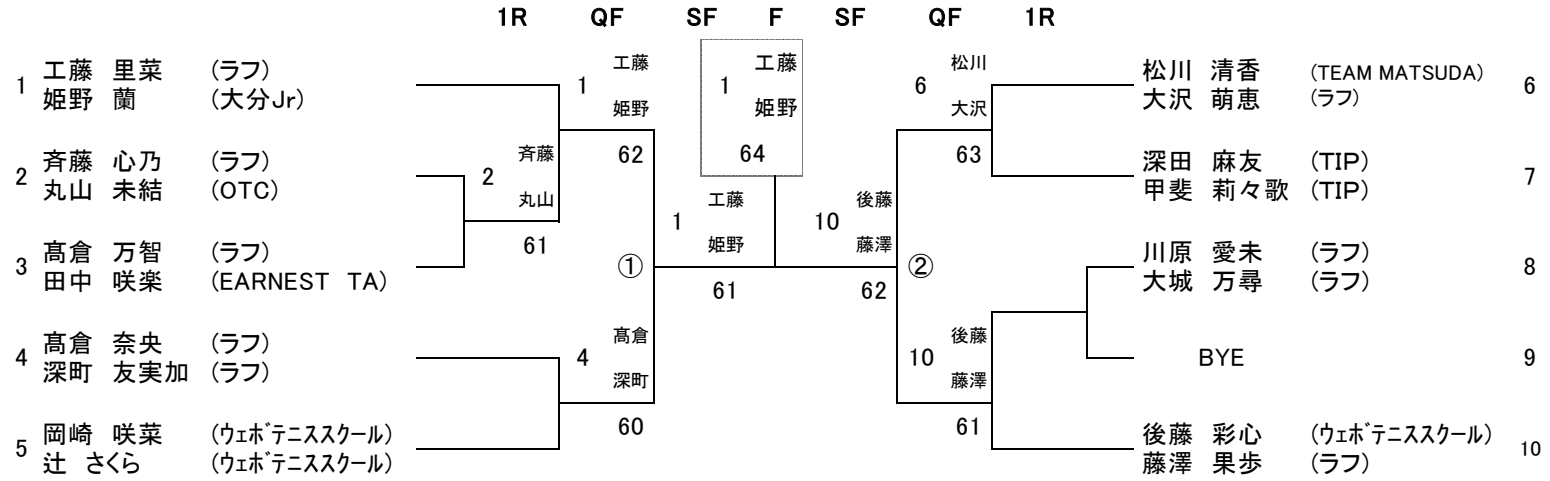 1R QF SF F SF QF 1R
1 工藤 里菜 (ラフ)
姫野 蘭 (大分Jr)
2 斉藤 心乃 (ラフ)
丸山 未結 (OTC)
3 髙倉 万智 (ラフ)
田中 咲楽 (EARNEST TA)
4 髙倉 奈央 (ラフ)
深町 友実加 (ラフ)
5 岡崎 咲菜 (ウェボテニススクール)
辻 さくら (ウェボテニススクール)
2 斉藤
丸山
61
1 工藤
姫野
62
4 髙倉
深町
60
①
1 工藤
姫野
61
1 工藤
姫野
64
10 後藤
藤澤
62
②
6 松川
大沢
63
10 後藤
藤澤
61
松川 清香 (TEAM MATSUDA) 6
大沢 萌恵 (ラフ)
深田 麻友 (TIP) 7
甲斐 莉々歌 (TIP)
川原 愛未 (ラフ) 8
大城 万尋 (ラフ)
BYE 9
後藤 彩心 (ウェボテニススクール) 10
藤澤 果歩 (ラフ)